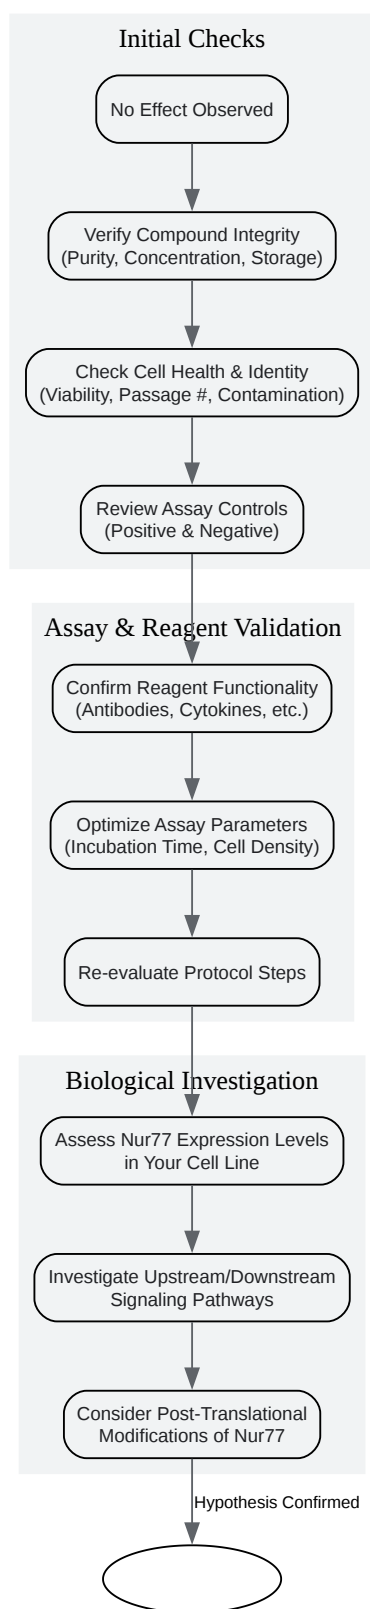 Initial Checks
No Effect Observed
Verify Compound Integrity
(Purity, Concentration, Storage)
Check Cell Health & Identity
(Viability, Passage #, Contamination)
Review Assay Controls
(Positive & Negative)
Assay & Reagent Validation
Confirm Reagent Functionality
(Antibodies, Cytokines, etc.)
Optimize Assay Parameters
(Incubation Time, Cell Density)
Re-evaluate Protocol Steps
Biological Investigation
Assess Nur77 Expression Levels
in Your Cell Line
Investigate Upstream/Downstream
Signaling Pathways
Consider Post-Translational
Modifications of Nur77
Hypothesis Confirmed